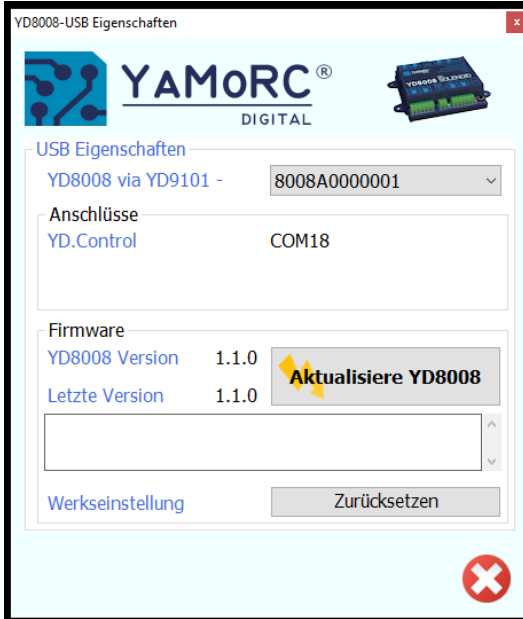 YD8008-USB Eigenschaften
x
YAMORC®
DIGITAL
YD8008 SOLENOID
USB Eigenschaften
YD8008 via YD9101 - 8008A0000001
Anschlüsse
YD.Control COM18
Firmware
YD8008 Version 1.1.0
Aktualisiere YD8008
Letzte Version 1.1.0
Werkseinstellung Zurücksetzen